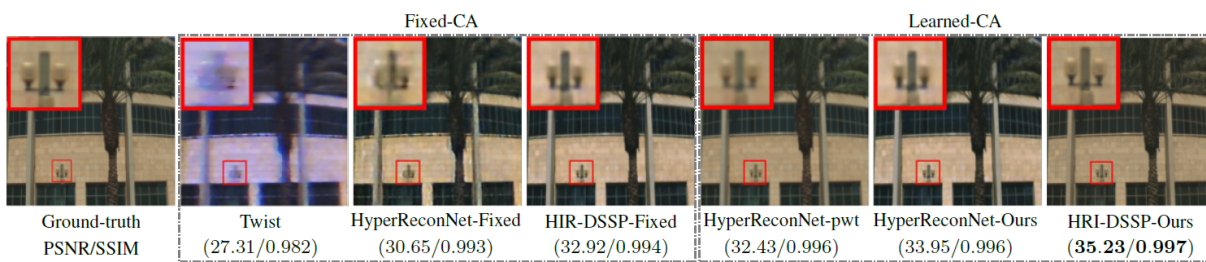 Fixed-CA Learned-CA
Ground-truth Twist HyperReconNet-Fixed HIR-DSSP-Fixed HyperReconNet-pwt HyperReconNet-Ours HRI-DSSP-Ours
PSNR/SSIM (27.31/0.982) (30.65/0.993) (32.92/0.994) (32.43/0.996) (33.95/0.996) (35.23/0.997)